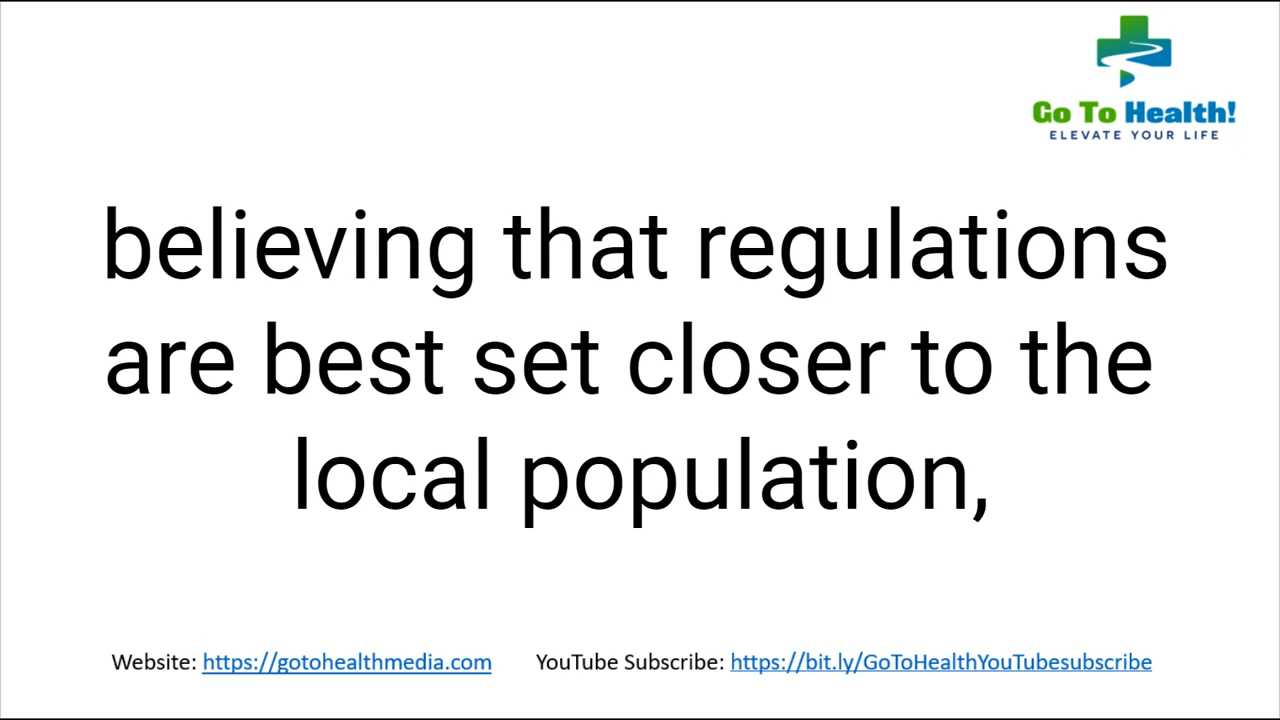 Go To Health!
ELEVATE YOUR LIFE
believing that regulations
are best set closer to the
local population,
Website: https://gotohealthmedia.com YouTube Subscribe: https://bit.ly/GoToHealthYouTubesubscribe